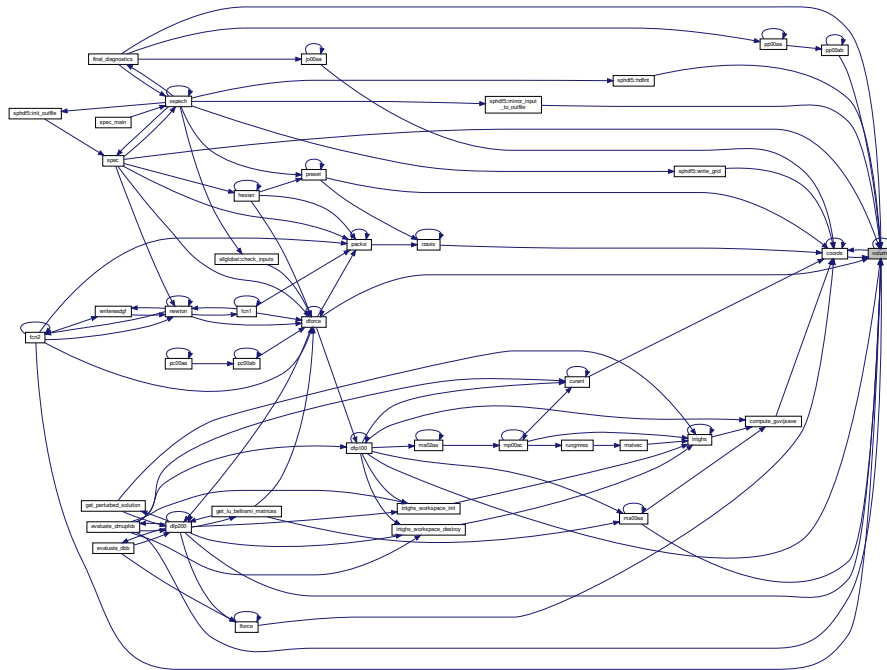 pp00aa
pp00ab
final_diagnostics
jo00aa
sphdf5::hdfint
xspech
sphdf5::mirror_input
_to_outfile
sphdf5::init_outfile
spec_main
spec
preset
sphdf5::write_grid
hesian
packxi
rzaxis
coords
volume
allglobal::check_inputs
writereadgf
newton
fcn1
dforce
fcn2
pc00aa
pc00ab
curent
compute_guvijsave
intghs
dfp100
ma02aa
mp00ac
rungmres
matvec
get_perturbed_solution
get_lu_beltrami_matrices
intghs_workspace_init
ma00aa
evaluate_dmupfdx
dfp200
intghs_workspace_destroy
evaluate_dbb
lforce